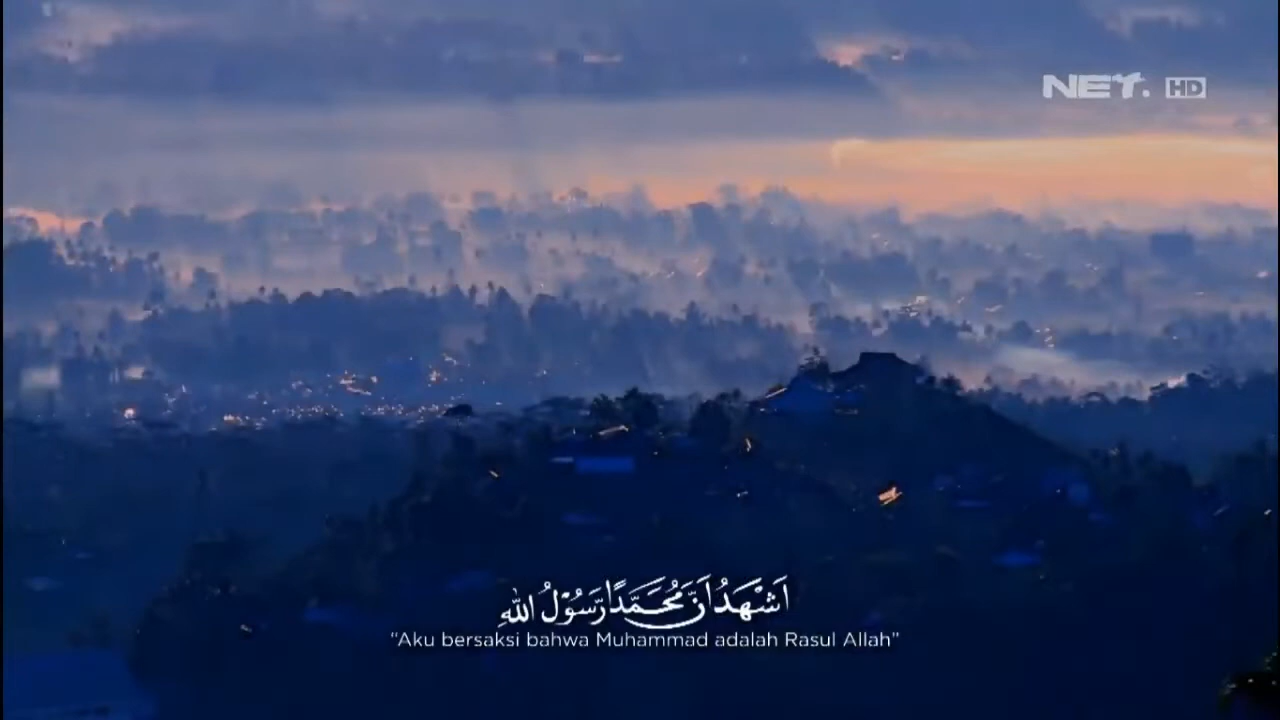 NET. HD
اَشْهَدُ اَنَّ مُحَمَّدًا رَّسُوْلُ اللّٰهِ
"Aku bersaksi bahwa Muhammad adalah Rasul Allah"